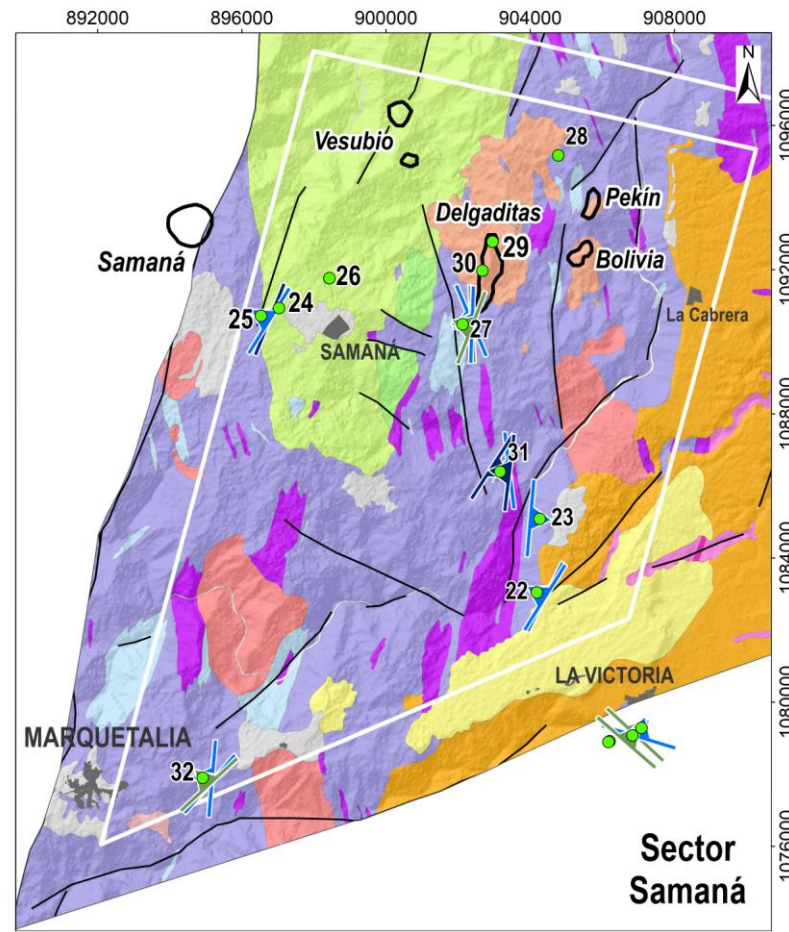 892000 896000 900000 904000 908000
N
1096000
28
Vesubio
Pekín
Delgaditas
29
Samaná
30
Bolivia
1092000
26
24
25
27
La Cabrera
SAMANÁ
1088000
31
23
1084000
22
LA VICTORIA
1080000
MARQUETALIA
32
1076000
Sector
Samaná